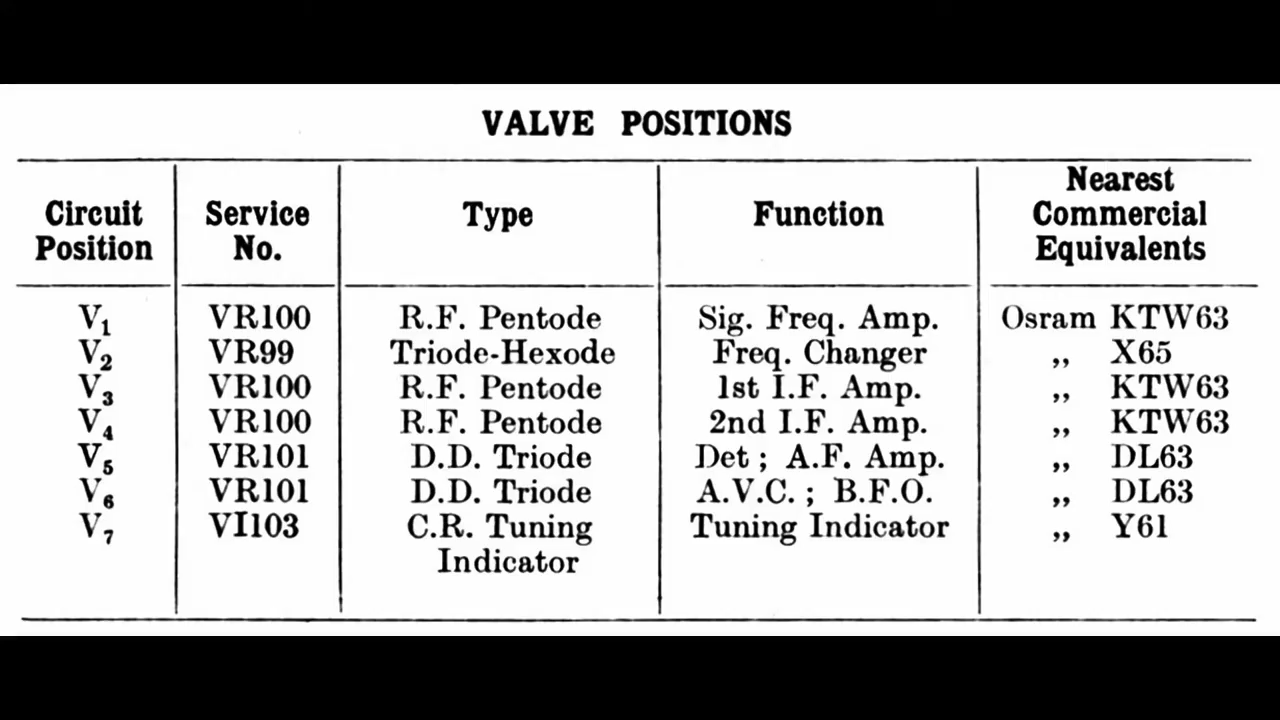 VALVE POSITIONS
Circuit Position | Service No. | Type | Function | Nearest Commercial Equivalents
V₁ VR100 R.F. Pentode Sig. Freq. Amp. Osram KTW63
V₂ VR99 Triode-Hexode Freq. Changer ,, X65
V₃ VR100 R.F. Pentode 1st I.F. Amp. ,, KTW63
V₄ VR100 R.F. Pentode 2nd I.F. Amp. ,, KTW63
V₅ VR101 D.D. Triode Det ; A.F. Amp. ,, DL63
V₆ VR101 D.D. Triode A.V.C. ; B.F.O. ,, DL63
V₇ VI103 C.R. Tuning Tuning Indicator ,, Y61
Indicator